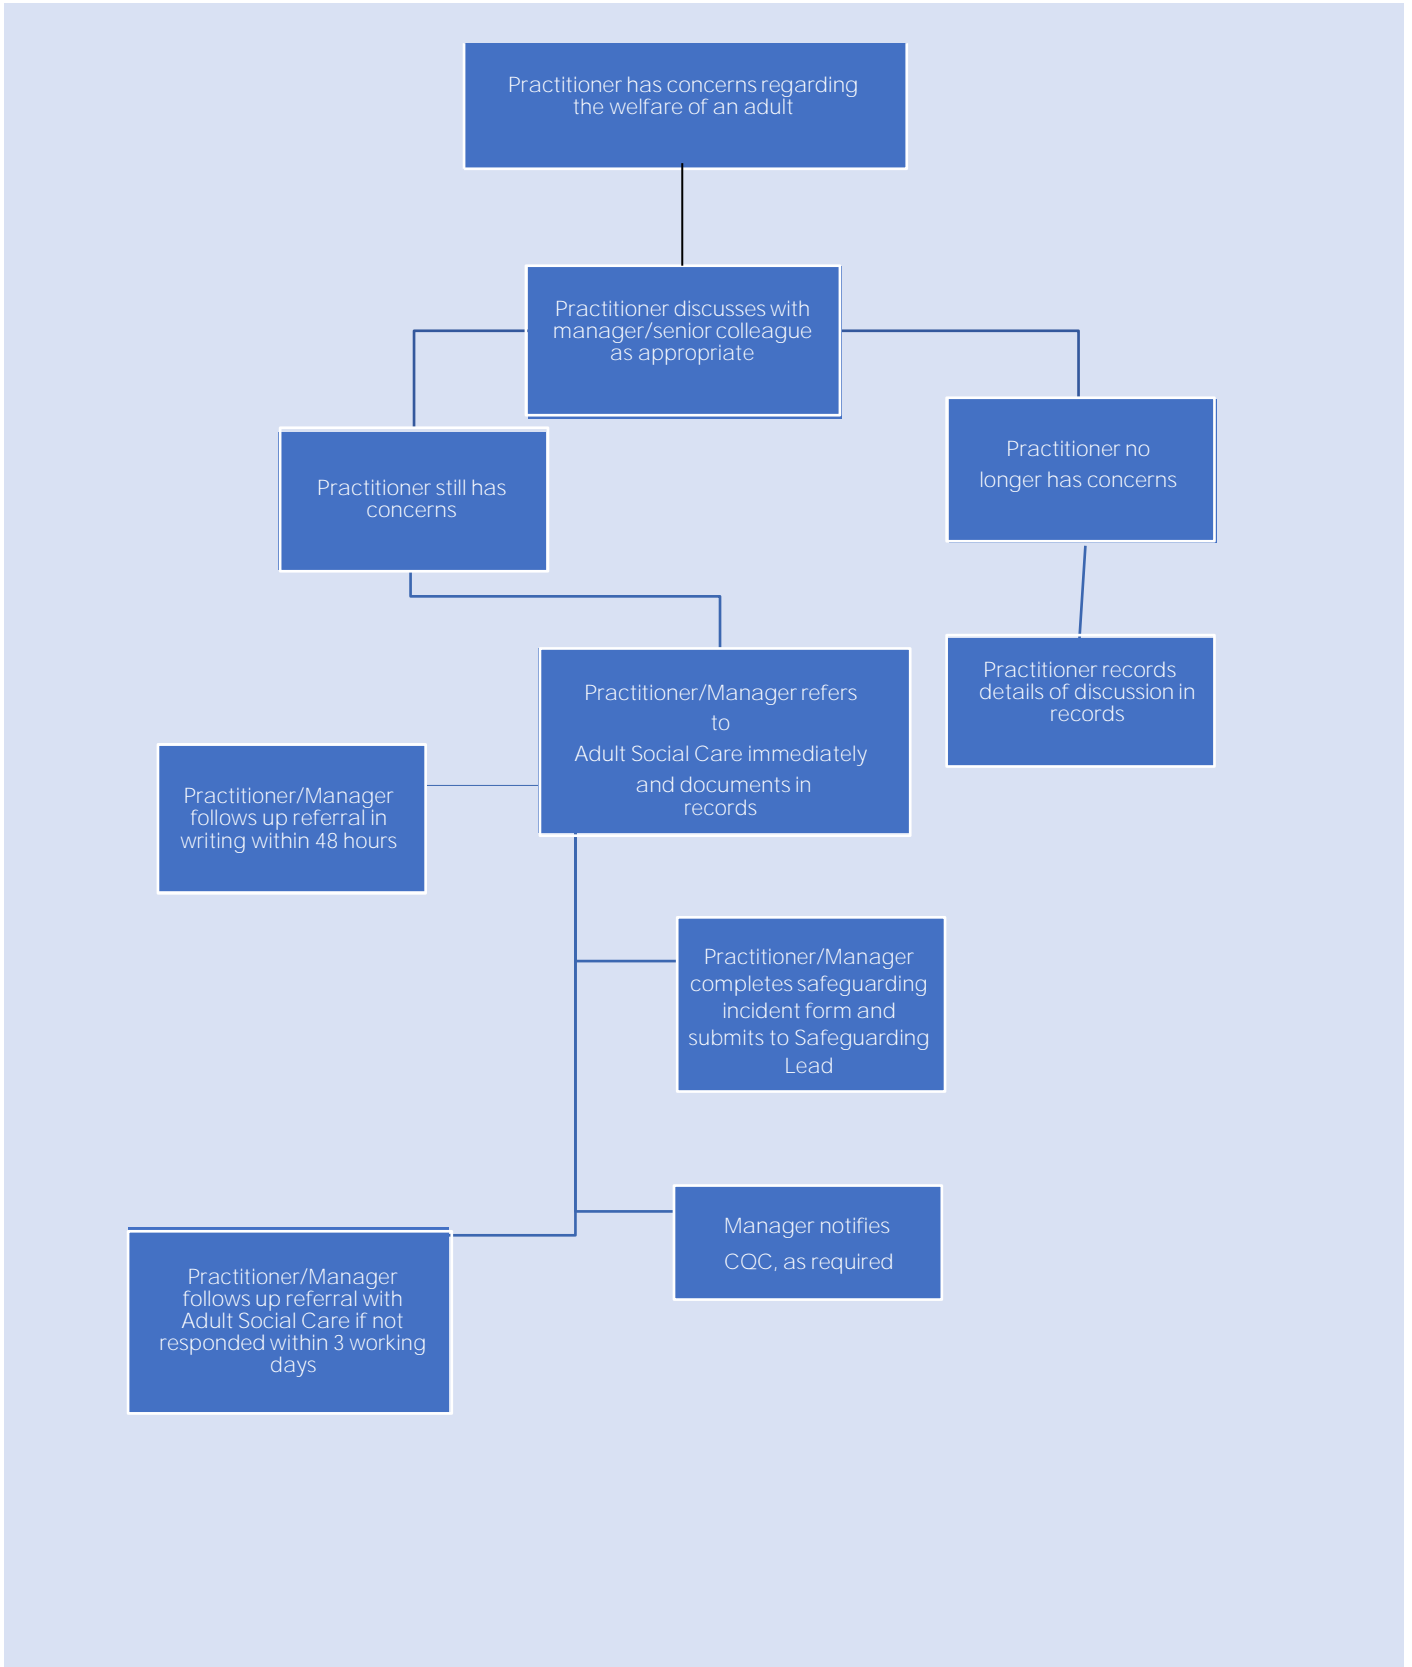 Practitioner has concerns regarding
the welfare of an adult
Practitioner discusses with
manager/senior colleague
as appropriate
Practitioner still has
concerns
Practitioner no
longer has concerns
Practitioner/Manager refers
to
Adult Social Care immediately
and documents in
records
Practitioner records
details of discussion in
records
Practitioner/Manager
follows up referral in
writing within 48 hours
Practitioner/Manager
completes safeguarding
incident form and
submits to Safeguarding
Lead
Manager notifies
CQC, as required
Practitioner/Manager
follows up referral with
Adult Social Care if not
responded within 3 working
days